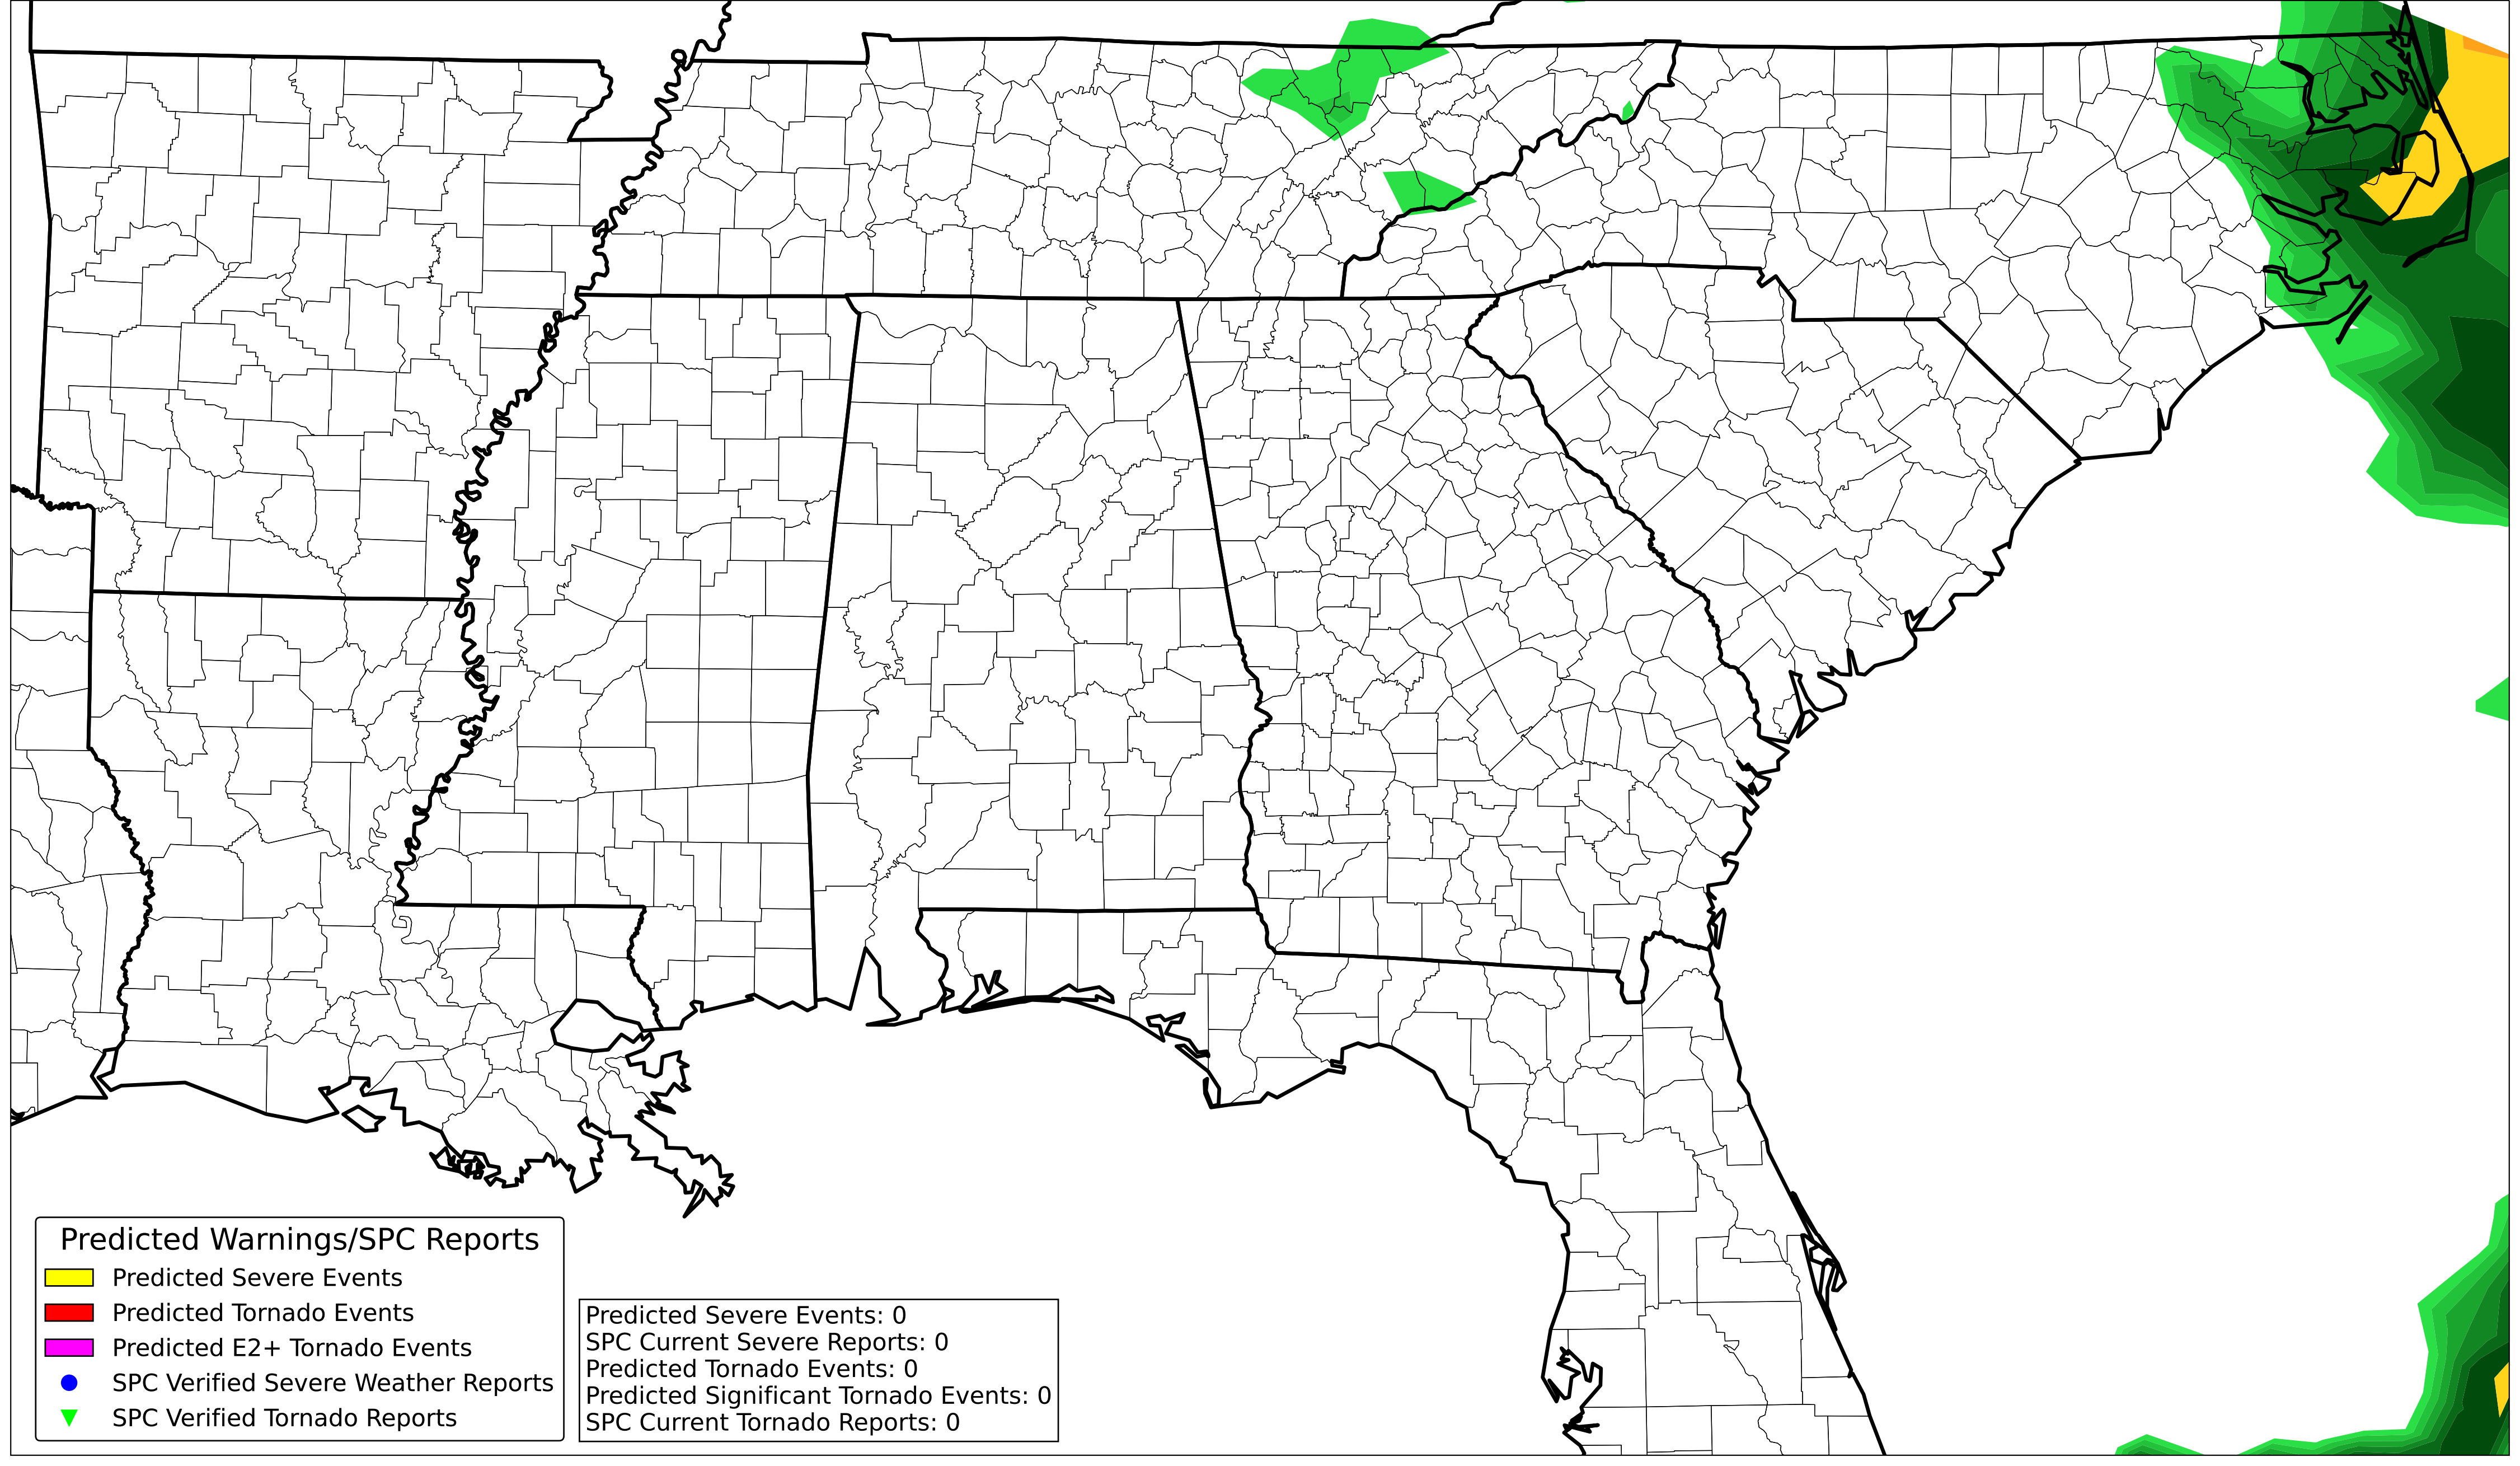 Predicted Warnings/SPC Reports
Predicted Severe Events
Predicted Tornado Events
Predicted E2+ Tornado Events
SPC Verified Severe Weather Reports
SPC Verified Tornado Reports
Predicted Severe Events: 0
SPC Current Severe Reports: 0
Predicted Tornado Events: 0
Predicted Significant Tornado Events: 0
SPC Current Tornado Reports: 0